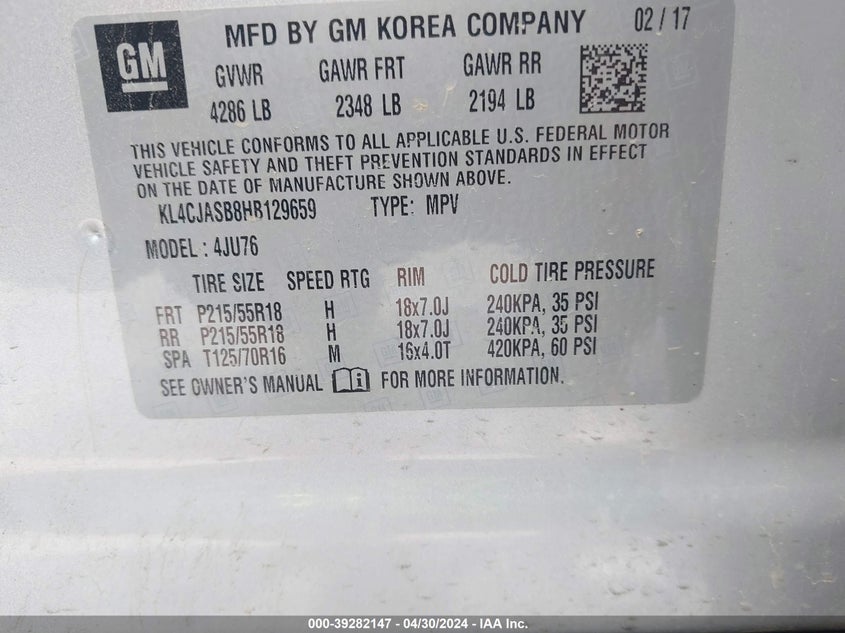 GM
MFD BY GM KOREA COMPANY 02 / 17
GVWR GAWR FRT GAWR RR
4286 LB 2348 LB 2194 LB
THIS VEHICLE CONFORMS TO ALL APPLICABLE U.S. FEDERAL MOTOR
VEHICLE SAFETY AND THEFT PREVENTION STANDARDS IN EFFECT
ON THE DATE OF MANUFACTURE SHOWN ABOVE.
KL4CJASB8HB129659 TYPE: MPV
MODEL : 4JU76
TIRE SIZE SPEED RTG RIM COLD TIRE PRESSURE
FRT P215/55R18 H 18x7.0J 240KPA, 35 PSI
RR P215/55R18 H 18x7.0J 240KPA, 35 PSI
SPA T125/70R16 M 16x4.0T 420KPA, 60 PSI
SEE OWNER'S MANUAL FOR MORE INFORMATION.
000-39282147 - 04/30/2024 - IAA Inc.